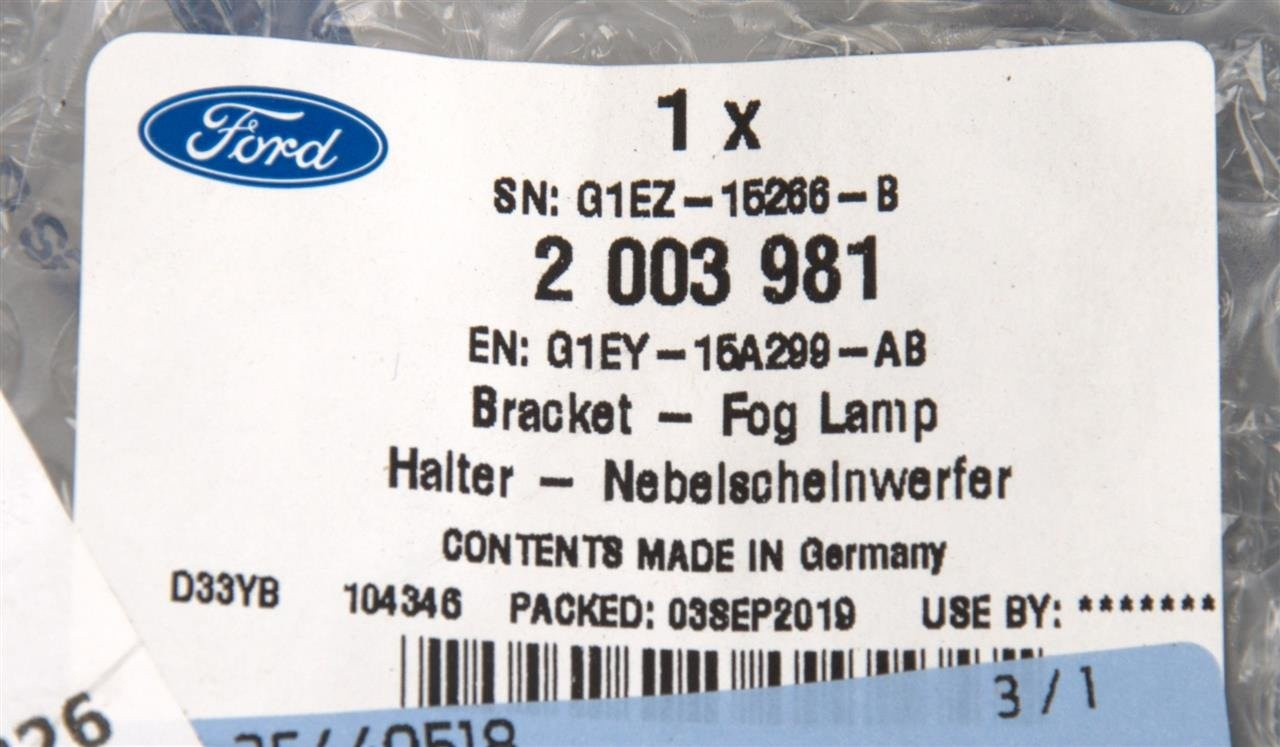 Ford
1 x
SN: G1EZ-15266-B
2 003 981
EN: G1EY-15A299-AB
Bracket - Fog Lamp
Halter - Nebelscheinwerfer
CONTENTS MADE IN Germany
D33YB 104346 PACKED: 03SEP2019 USE BY: *******
3/1